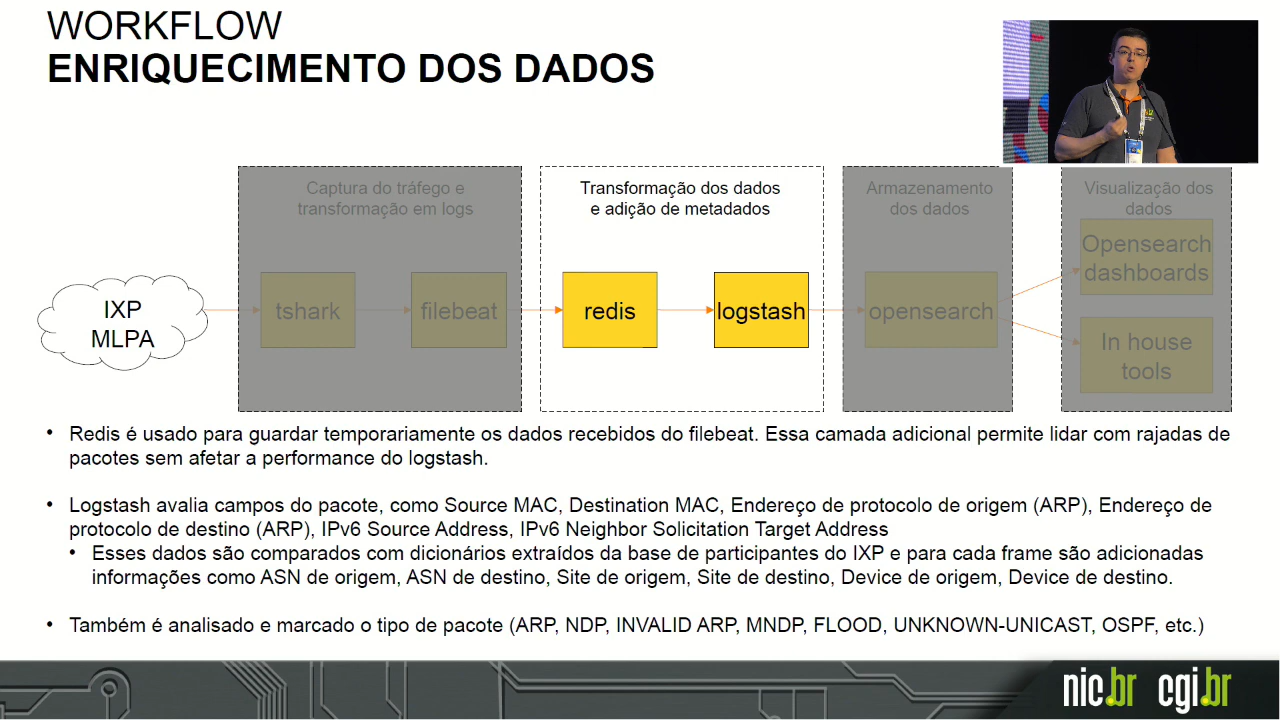 WORKFLOW
ENRIQUECIMENTO DOS DADOS
Captura do tráfego e
transformação em logs
Transformação dos dados
e adição de metadados
Armazenamento
dos dados
Visualização dos
dados
IXP
MLPA
tshark
filebeat
redis
logstash
opensearch
Opensearch
dashboards
In house
tools
• Redis é usado para guardar temporariamente os dados recebidos do filebeat. Essa camada adicional permite lidar com rajadas de
pacotes sem afetar a performance do logstash.
• Logstash avalia campos do pacote, como Source MAC, Destination MAC, Endereço de protocolo de origem (ARP), Endereço de
protocolo de destino (ARP), IPv6 Source Address, IPv6 Neighbor Solicitation Target Address
• Esses dados são comparados com dicionários extraídos da base de participantes do IXP e para cada frame são adicionadas
informações como ASN de origem, ASN de destino, Site de origem, Site de destino, Device de origem, Device de destino.
• Também é analisado e marcado o tipo de pacote (ARP, NDP, INVALID ARP, MNDP, FLOOD, UNKNOWN-UNICAST, OSPF, etc.)
nic.br cgi.br